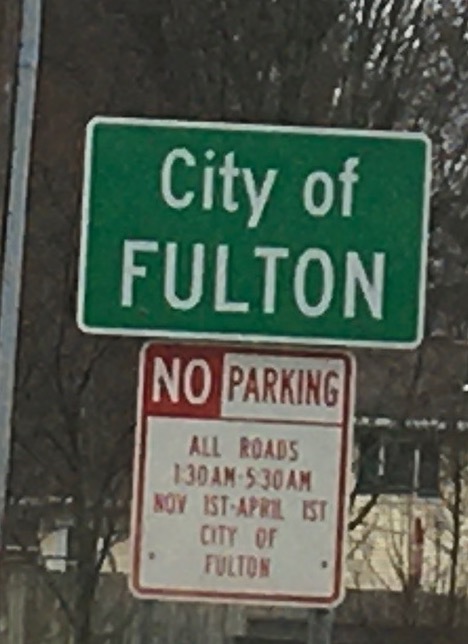 City of
FULTON
NO PARKING
ALL ROADS
1:30AM-5:30AM
NOV 1ST-APRIL 1ST
CITY OF
FULTON